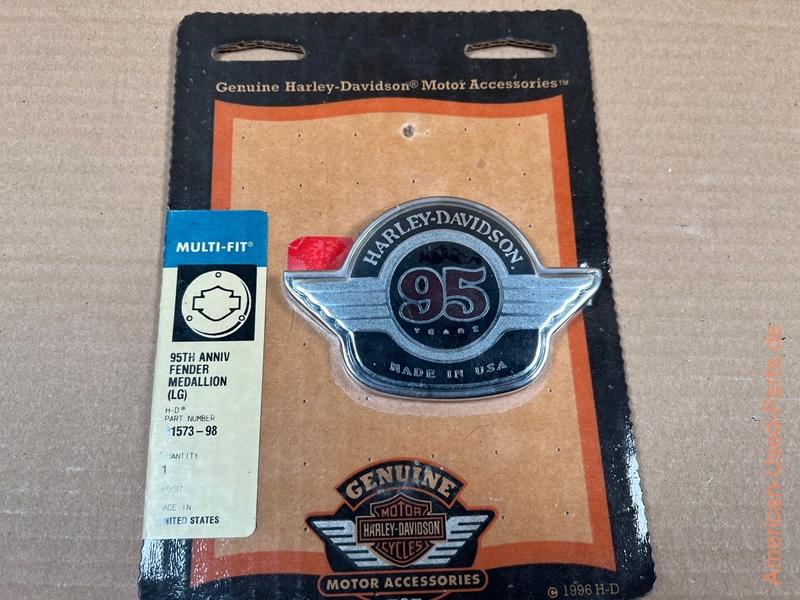 Genuine Harley-Davidson® Motor Accessories™
MULTI-FIT®
95TH ANNIV
FENDER
MEDALLION
(LG)
H-D®
PART NUMBER
1573-98
1
UNITED STATES
HARLEY-DAVIDSON
95
YEARS
MADE IN USA
GENUINE
MOTOR
HARLEY-DAVIDSON
CYCLES
MOTOR ACCESSORIES
© 1996 H-D
American-Used-Parts.de